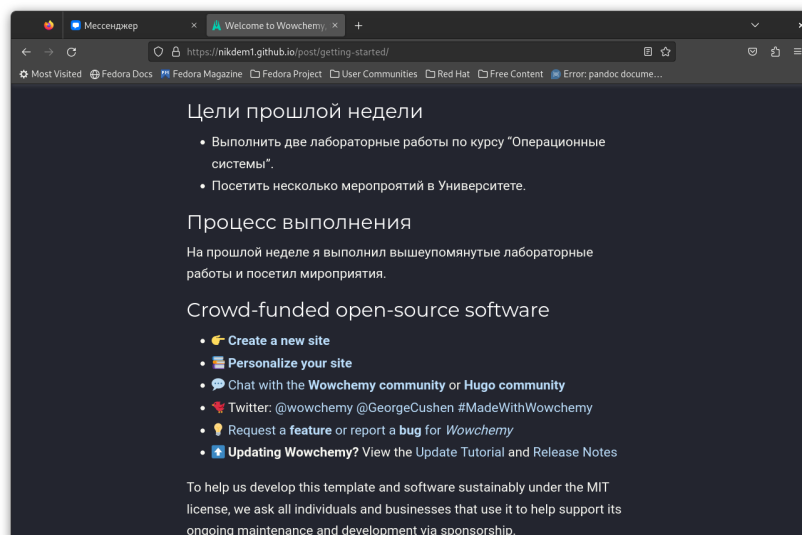 Мессенджер × Welcome to Wowchemy, × +
https://nikdem1.github.io/post/getting-started/
Most Visited Fedora Docs Fedora Magazine Fedora Project User Communities Red Hat Free Content Error: pandoc docume…
Цели прошлой недели
• Выполнить две лабораторные работы по курсу “Операционные
системы”.
• Посетить несколько меропроятий в Университете.
Процесс выполнения
На прошлой неделе я выполнил вышеупомянутые лабораторные
работы и посетил мироприятия.
Crowd-funded open-source software
• 👉 Create a new site
• 📚 Personalize your site
• 💬 Chat with the Wowchemy community or Hugo community
• 🐦 Twitter: @wowchemy @GeorgeCushen #MadeWithWowchemy
• 💡 Request a feature or report a bug for Wowchemy
• ⬆️ Updating Wowchemy? View the Update Tutorial and Release Notes
To help us develop this template and software sustainably under the MIT
license, we ask all individuals and businesses that use it to help support its
ongoing maintenance and development via sponsorship.